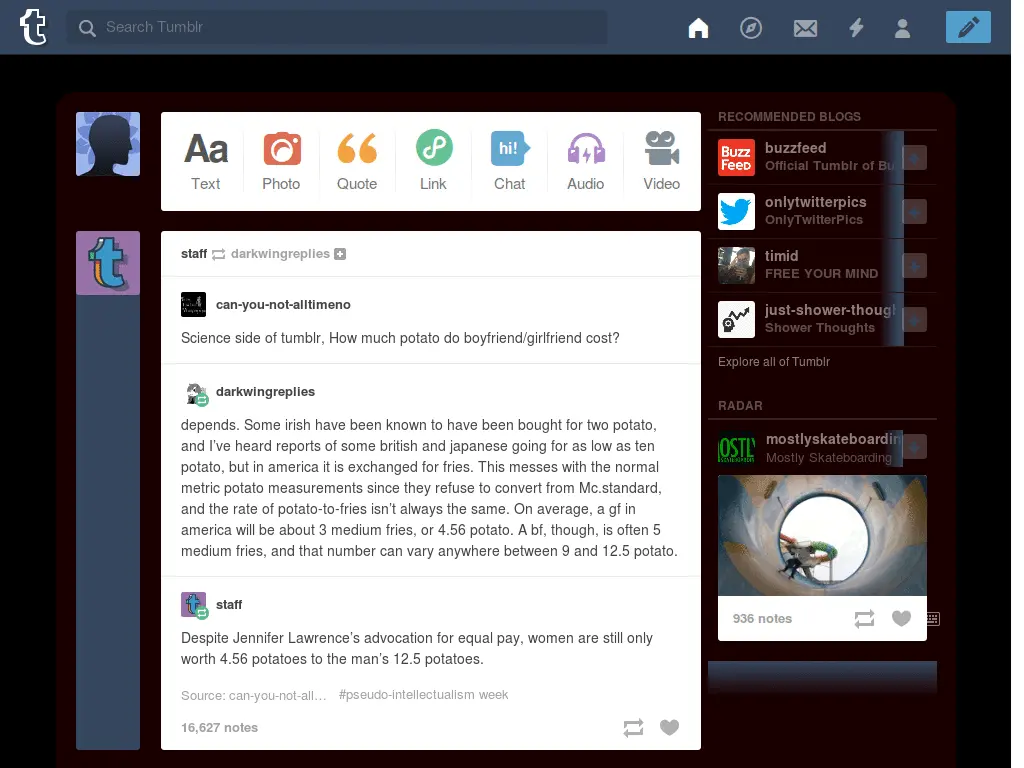 Search Tumblr
Aa
hi!
Text
Photo
Quote
Link
Chat
Audio
Video
staff darkwingreplies
can-you-not-alltimeno
Science side of tumblr, How much potato do boyfriend/girlfriend cost?
darkwingreplies
depends. Some irish have been known to have been bought for two potato,
and I've heard reports of some british and japanese going for as low as ten
potato, but in america it is exchanged for fries. This messes with the normal
metric potato measurements since they refuse to convert from Mc.standard,
and the rate of potato-to-fries isn't always the same. On average, a gf in
america will be about 3 medium fries, or 4.56 potato. A bf, though, is often 5
medium fries, and that number can vary anywhere between 9 and 12.5 potato.
staff
Despite Jennifer Lawrence's advocation for equal pay, women are still only
worth 4.56 potatoes to the man's 12.5 potatoes.
Source: can-you-not-all… #pseudo-intellectualism week
16,627 notes
RECOMMENDED BLOGS
Buzz
FeeD
buzzfeed
Official Tumblr of Bu
onlytwitterpics
OnlyTwitterPics
timid
FREE YOUR MIND
just-shower-though
Shower Thoughts
Explore all of Tumblr
RADAR
mostlyskateboardin
Mostly Skateboarding
936 notes